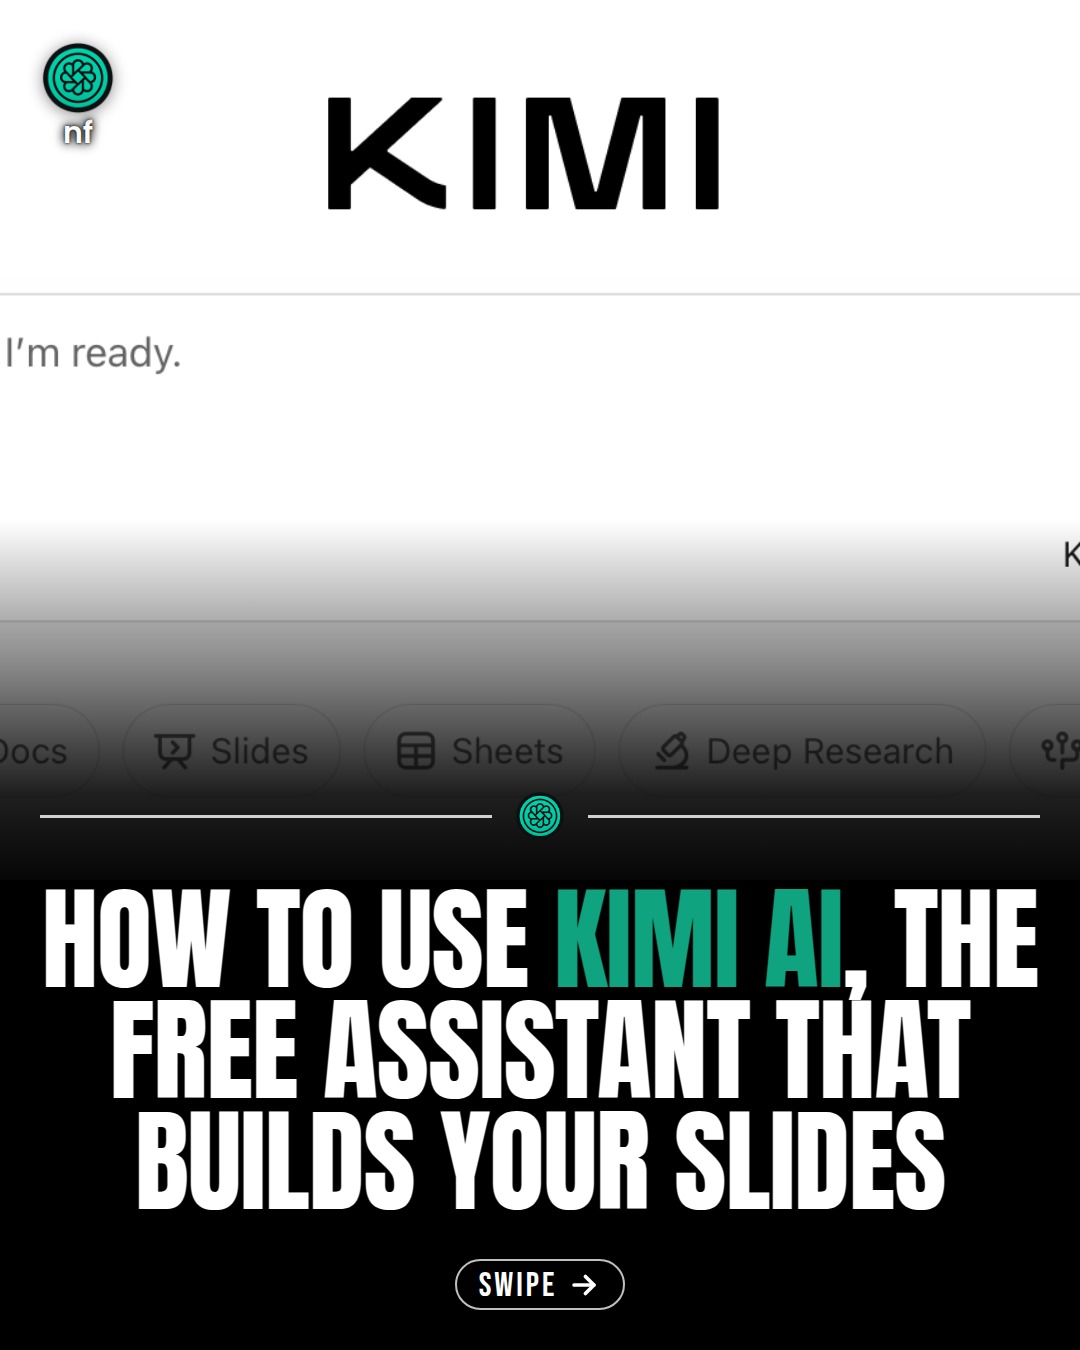 nf
KIMI
I'm ready.
K
Docs
Slides
Sheets
Deep Research
HOW TO USE KIMI AI, THE
FREE ASSISTANT THAT
BUILDS YOUR SLIDES
SWIPE →